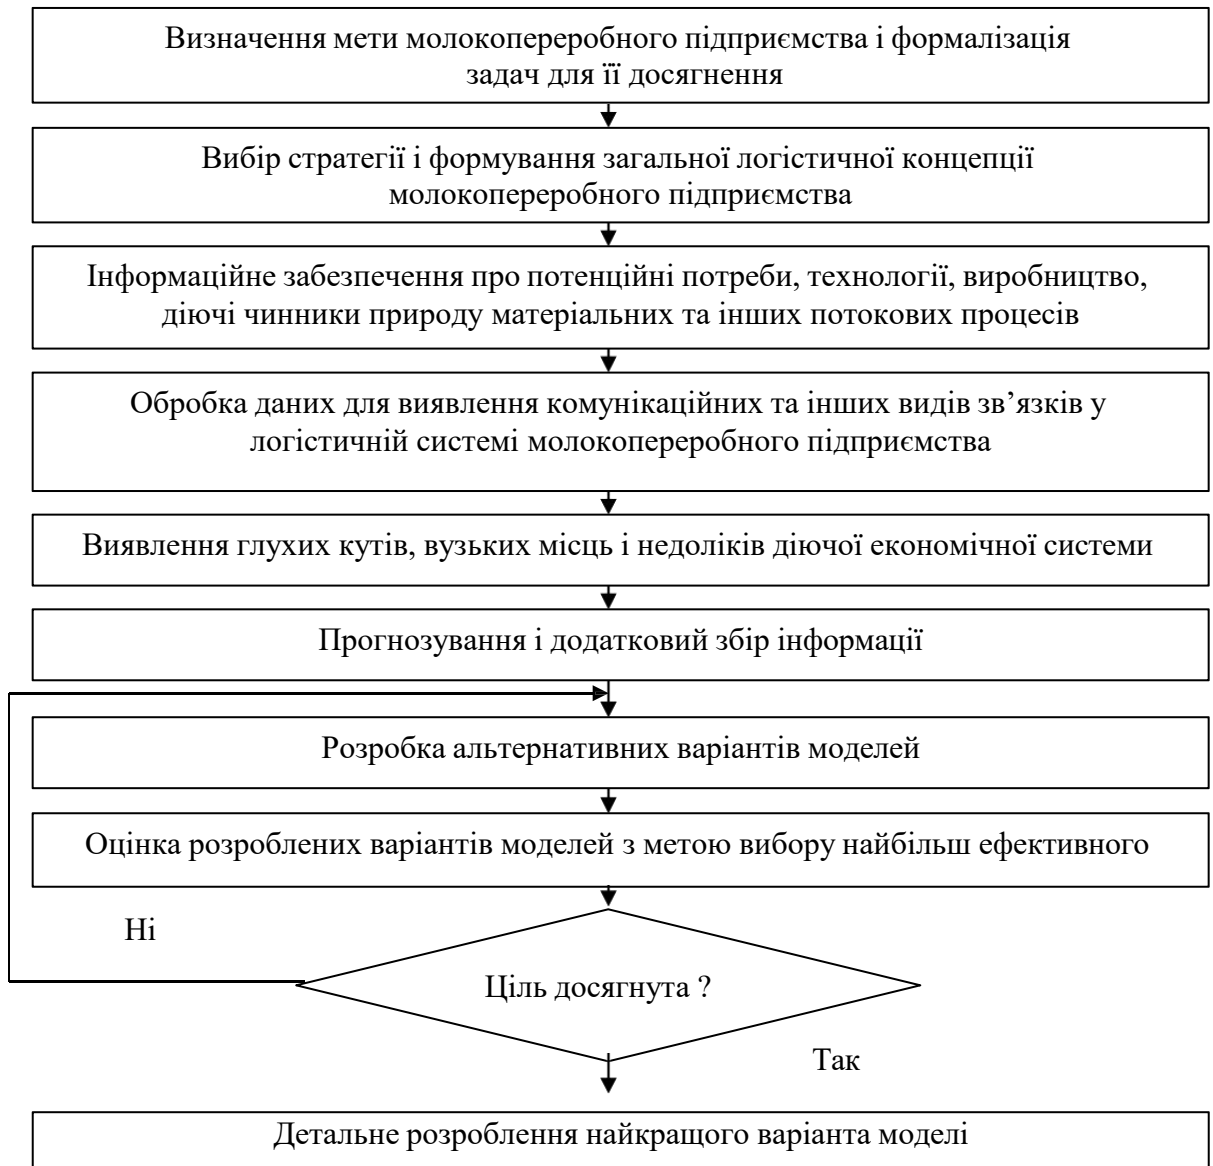 Визначення мети молокопереробного підприємства і формалізація
задач для її досягнення
Вибір стратегії і формування загальної логістичної концепції
молокопереробного підприємства
Інформаційне забезпечення про потенційні потреби, технології, виробництво,
діючі чинники природу матеріальних та інших потокових процесів
Обробка даних для виявлення комунікаційних та інших видів зв’язків у
логістичній системі молокопереробного підприємства
Виявлення глухих кутів, вузьких місць і недоліків діючої економічної системи
Прогнозування і додатковий збір інформації
Розробка альтернативних варіантів моделей
Оцінка розроблених варіантів моделей з метою вибору найбільш ефективного
Ні
Ціль досягнута ?
Так
Детальне розроблення найкращого варіанта моделі